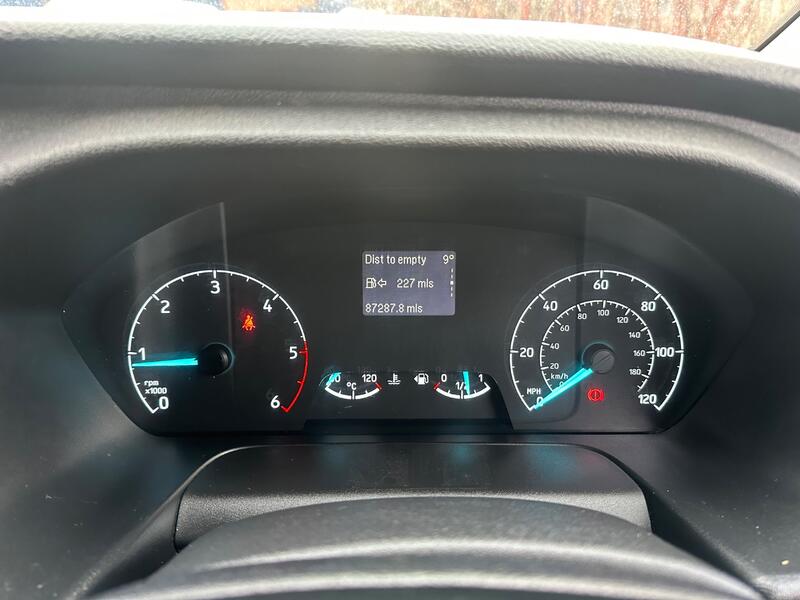 Dist to empty 9°
227 mls
87287.8 mls
0 1 2 3 4 5 6
rpm
x1000
120
°C
0 1/2 1
0 20 40 60 80 100 120
MPH
20 40 60 80 100 120 140 160 180
km/h